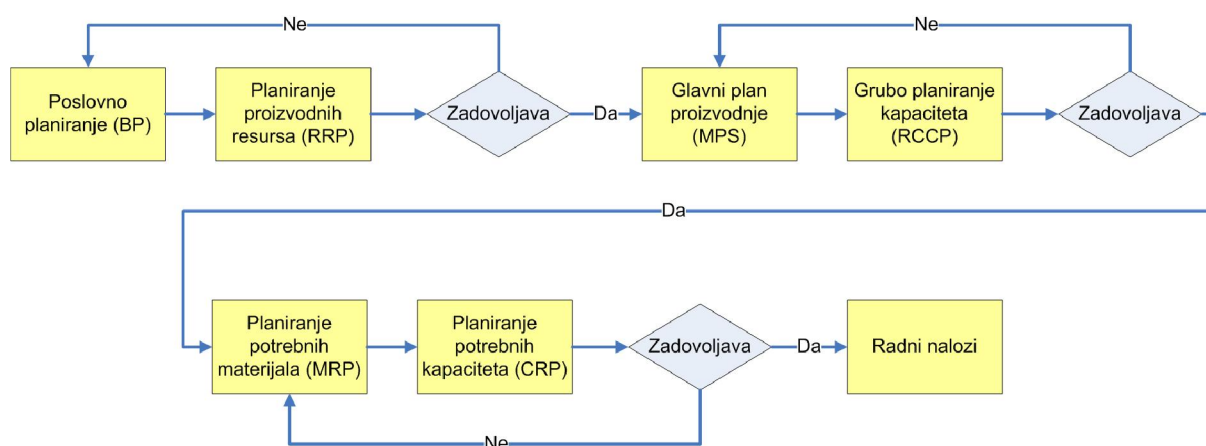 Ne
Ne
Poslovno
planiranje (BP)
Planiranje
proizvodnih
resursa (RRP)
Zadovoljava
Da
Glavni plan
proizvodnje
(MPS)
Grubo planiranje
kapaciteta
(RCCP)
Zadovoljava
Da
Planiranje
potrebnih
materijala (MRP)
Planiranje
potrebnih
kapaciteta (CRP)
Zadovoljava
Da
Radni nalozi
Ne